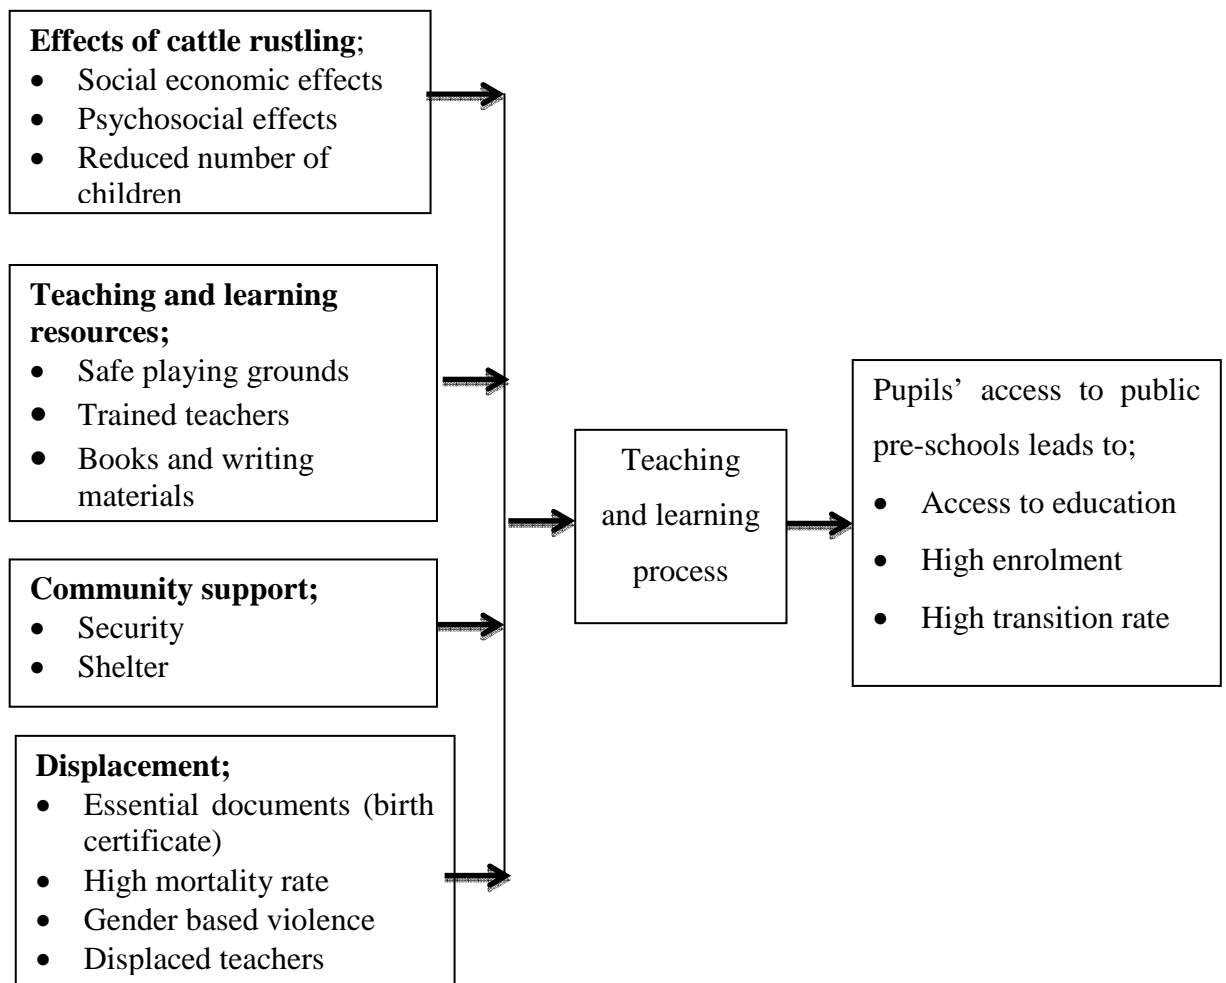 Effects of cattle rustling;
• Social economic effects
• Psychosocial effects
• Reduced number of
children
Teaching and learning
resources;
• Safe playing grounds
• Trained teachers
• Books and writing
materials
Community support;
• Security
• Shelter
Displacement;
• Essential documents (birth
certificate)
• High mortality rate
• Gender based violence
• Displaced teachers
Teaching
and learning
process
Pupils’ access to public
pre-schools leads to;
• Access to education
• High enrolment
• High transition rate